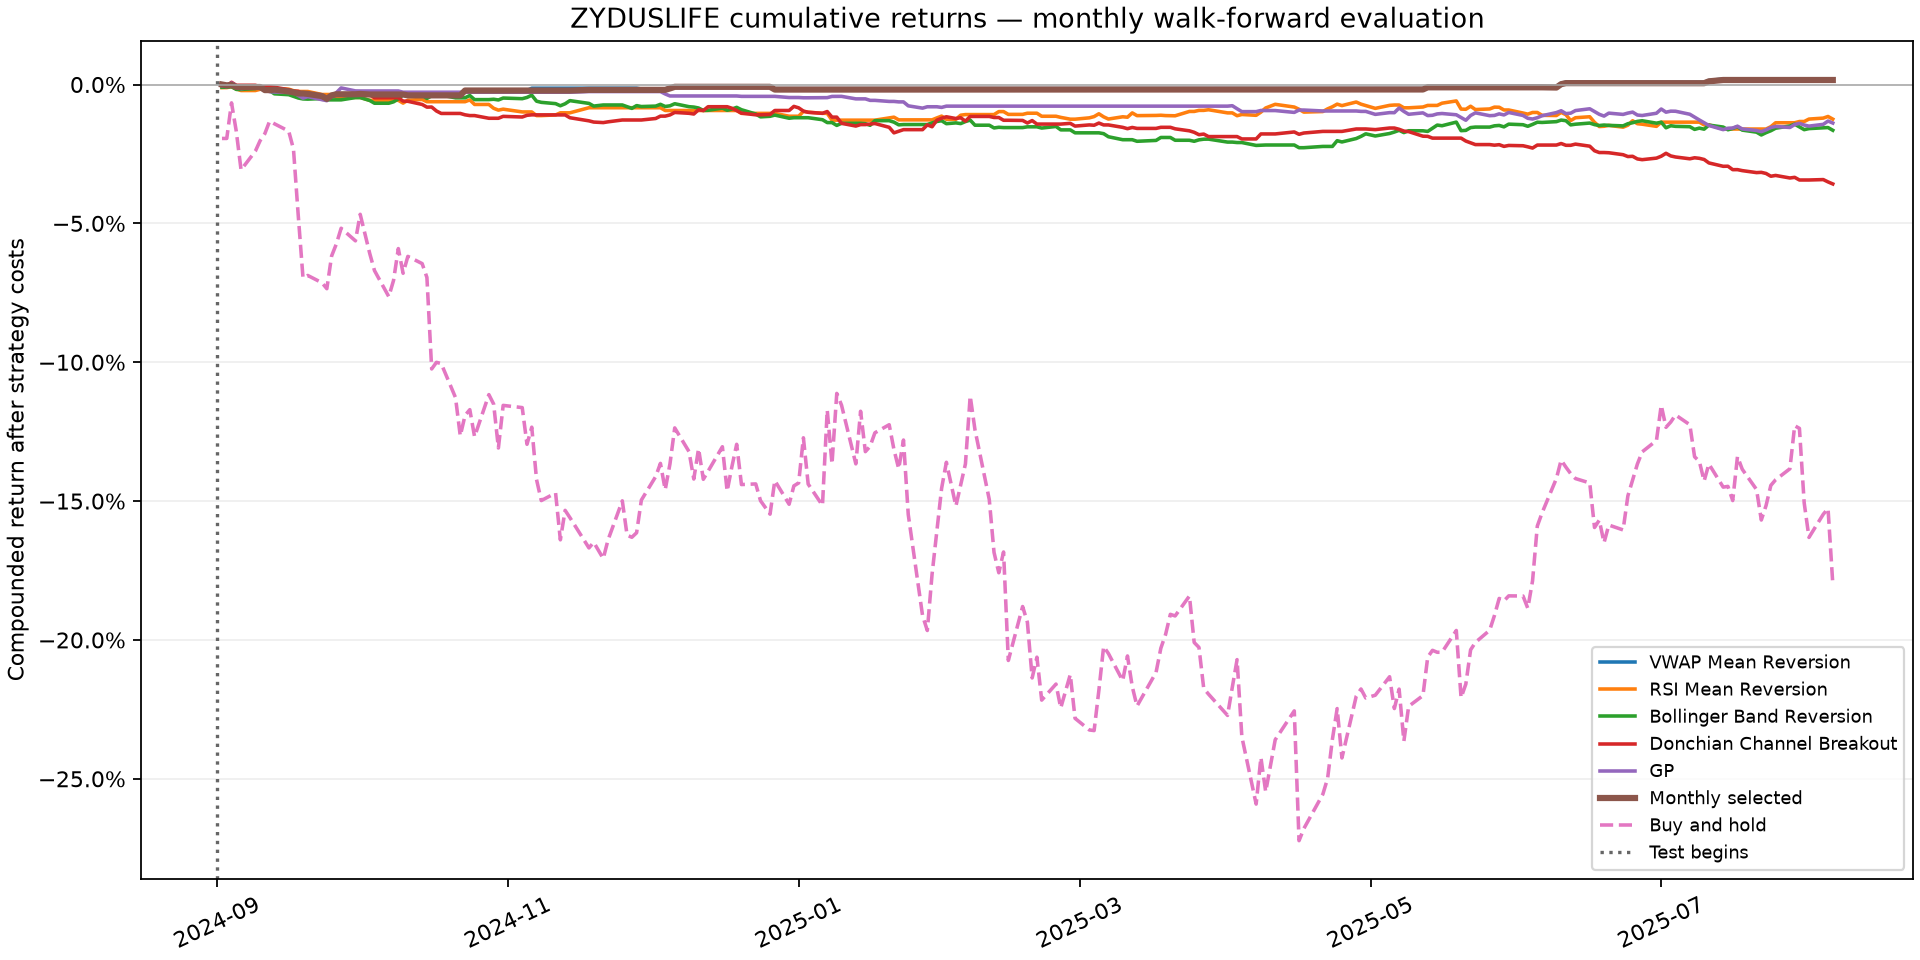 ZYDUSLIFE cumulative returns — monthly walk-forward evaluation
Compounded return after strategy costs
0.0%
−5.0%
−10.0%
−15.0%
−20.0%
−25.0%
2024-09
2024-11
2025-01
2025-03
2025-05
2025-07
VWAP Mean Reversion
RSI Mean Reversion
Bollinger Band Reversion
Donchian Channel Breakout
GP
Monthly selected
Buy and hold
Test begins